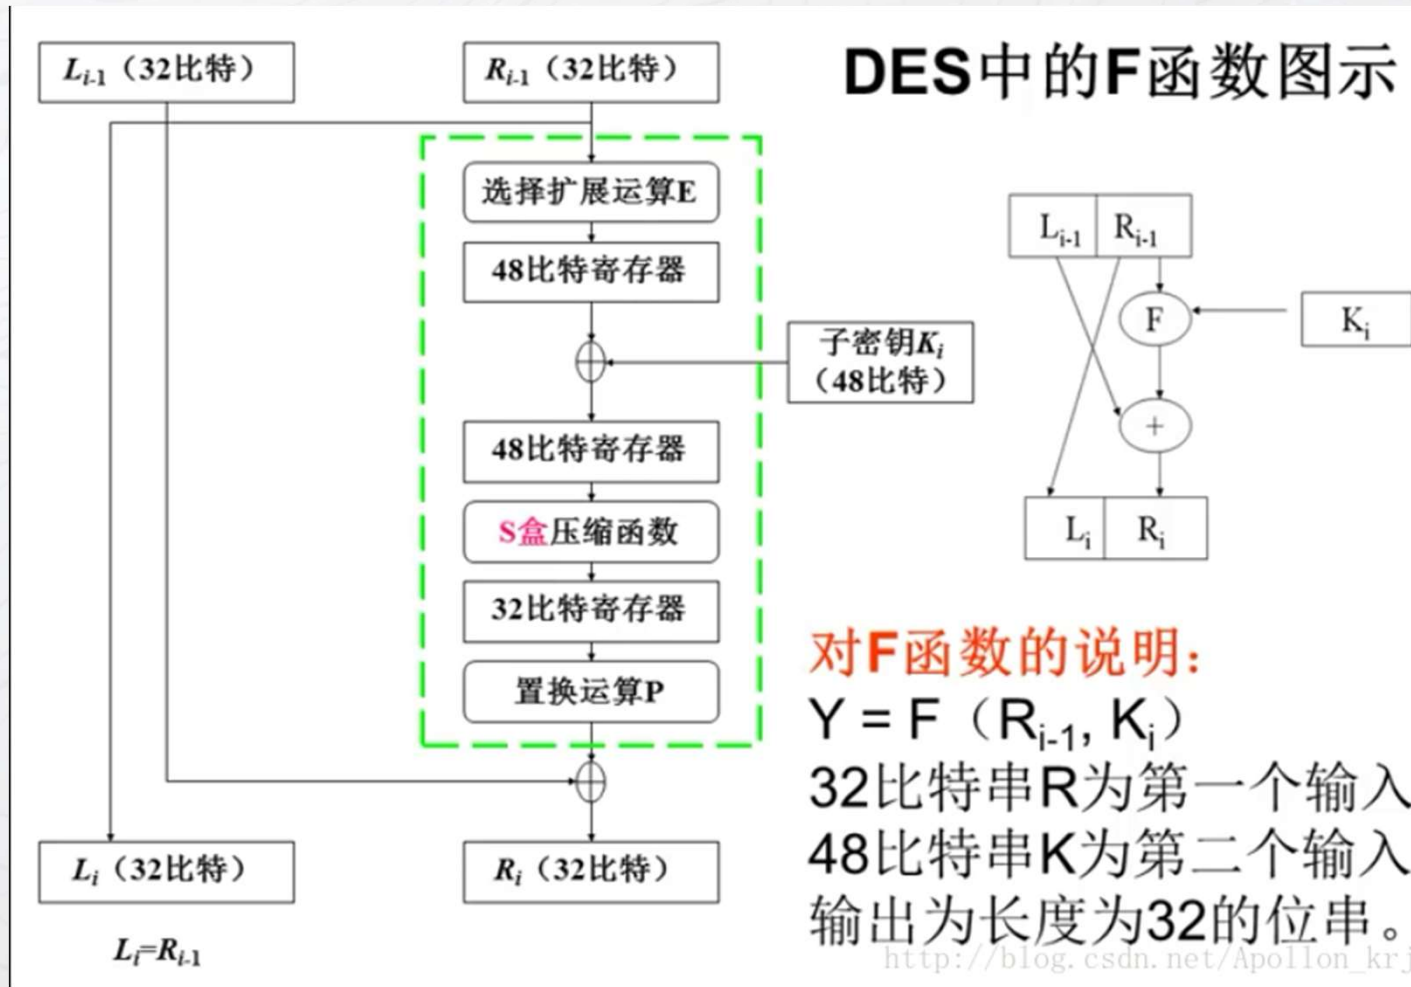 L_{i-1}（32比特）
R_{i-1}（32比特）
DES中的F函数图示
选择扩展运算E
48比特寄存器
子密钥K_i
（48比特）
48比特寄存器
S盒压缩函数
32比特寄存器
置换运算P
L_i（32比特）
R_i（32比特）
L_i=R_{i-1}
L_{i-1} R_{i-1}
F
K_i
+
L_i R_i
对F函数的说明：
Y = F（R_{i-1}, K_i）
32比特串R为第一个输入
48比特串K为第二个输入
输出为长度为32的位串。
http://blog.csdn.net/Apollon_krj